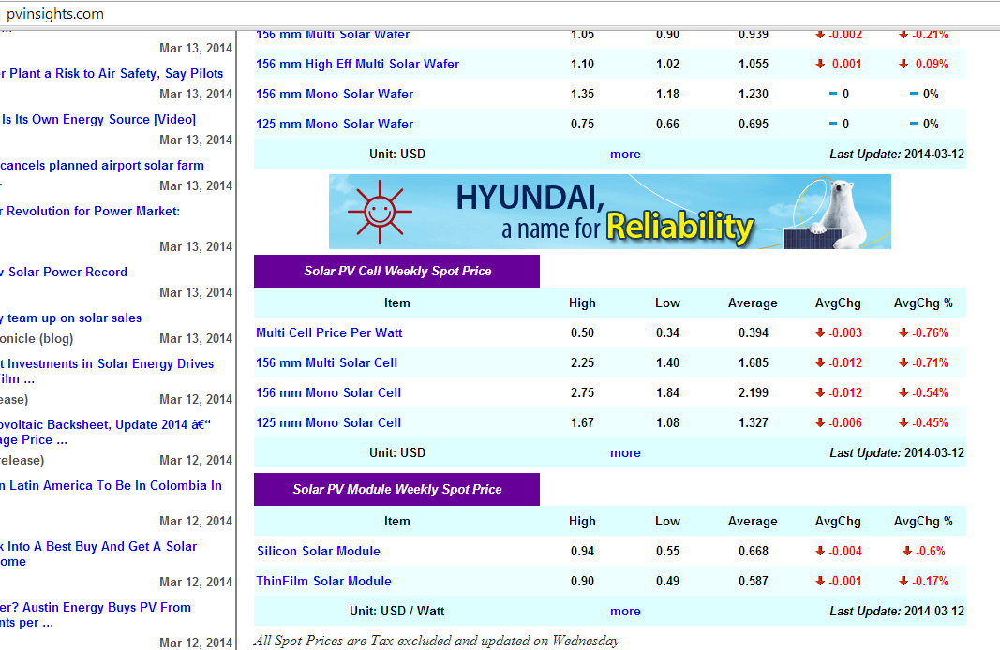 pvinsights.com
...
Mar 13, 2014
r Plant a Risk to Air Safety, Say Pilots
Mar 13, 2014
Is Its Own Energy Source [Video]
Mar 13, 2014
cancels planned airport solar farm
Mar 13, 2014
r Revolution for Power Market:
Mar 13, 2014
Solar Power Record
Mar 13, 2014
y team up on solar sales
onicle (blog) Mar 13, 2014
t Investments in Solar Energy Drives
ilm ...
ease) Mar 12, 2014
ovoltaic Backsheet, Update 2014 â€“
age Price ...
release) Mar 12, 2014
n Latin America To Be In Colombia In
Mar 12, 2014
k Into A Best Buy And Get A Solar
ome
Mar 12, 2014
er? Austin Energy Buys PV From
nts per ...
Mar 12, 2014
156 mm Multi Solar Wafer 1.05 0.90 0.939 -0.002 -0.21%
156 mm High Eff Multi Solar Wafer 1.10 1.02 1.055 -0.001 -0.09%
156 mm Mono Solar Wafer 1.35 1.18 1.230 0 0%
125 mm Mono Solar Wafer 0.75 0.66 0.695 0 0%
Unit: USD more Last Update: 2014-03-12
HYUNDAI,
a name for Reliability
Solar PV Cell Weekly Spot Price
Item High Low Average AvgChg AvgChg %
Multi Cell Price Per Watt 0.50 0.34 0.394 -0.003 -0.76%
156 mm Multi Solar Cell 2.25 1.40 1.685 -0.012 -0.71%
156 mm Mono Solar Cell 2.75 1.84 2.199 -0.012 -0.54%
125 mm Mono Solar Cell 1.67 1.08 1.327 -0.006 -0.45%
Unit: USD more Last Update: 2014-03-12
Solar PV Module Weekly Spot Price
Item High Low Average AvgChg AvgChg %
Silicon Solar Module 0.94 0.55 0.668 -0.004 -0.6%
ThinFilm Solar Module 0.90 0.49 0.587 -0.001 -0.17%
Unit: USD / Watt more Last Update: 2014-03-12
All Spot Prices are Tax excluded and updated on Wednesday